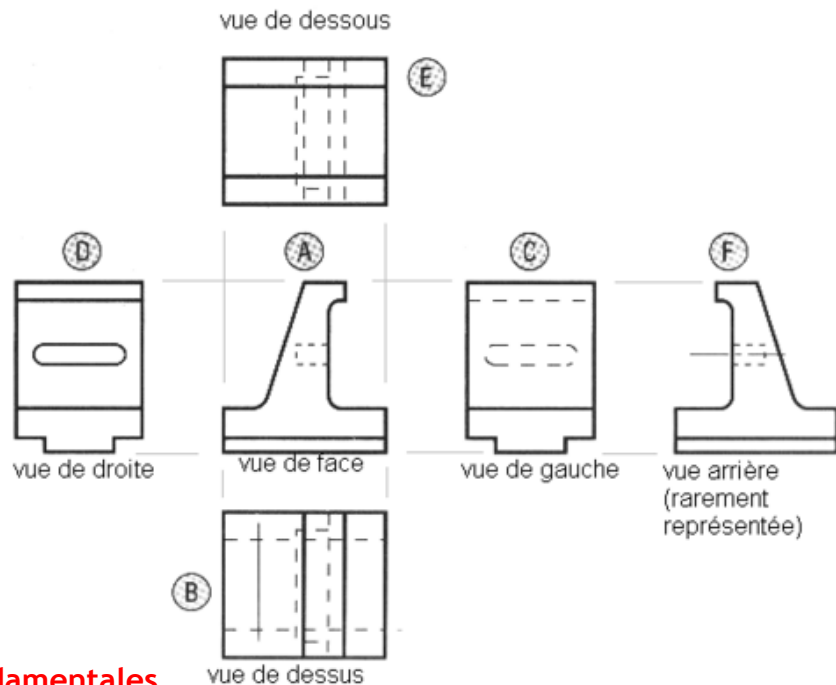 vue de dessous
E
D
A
C
F
vue de droite
vue de face
vue de gauche
vue arrière
(rarement
représentée)
B
damentales
vue de dessus